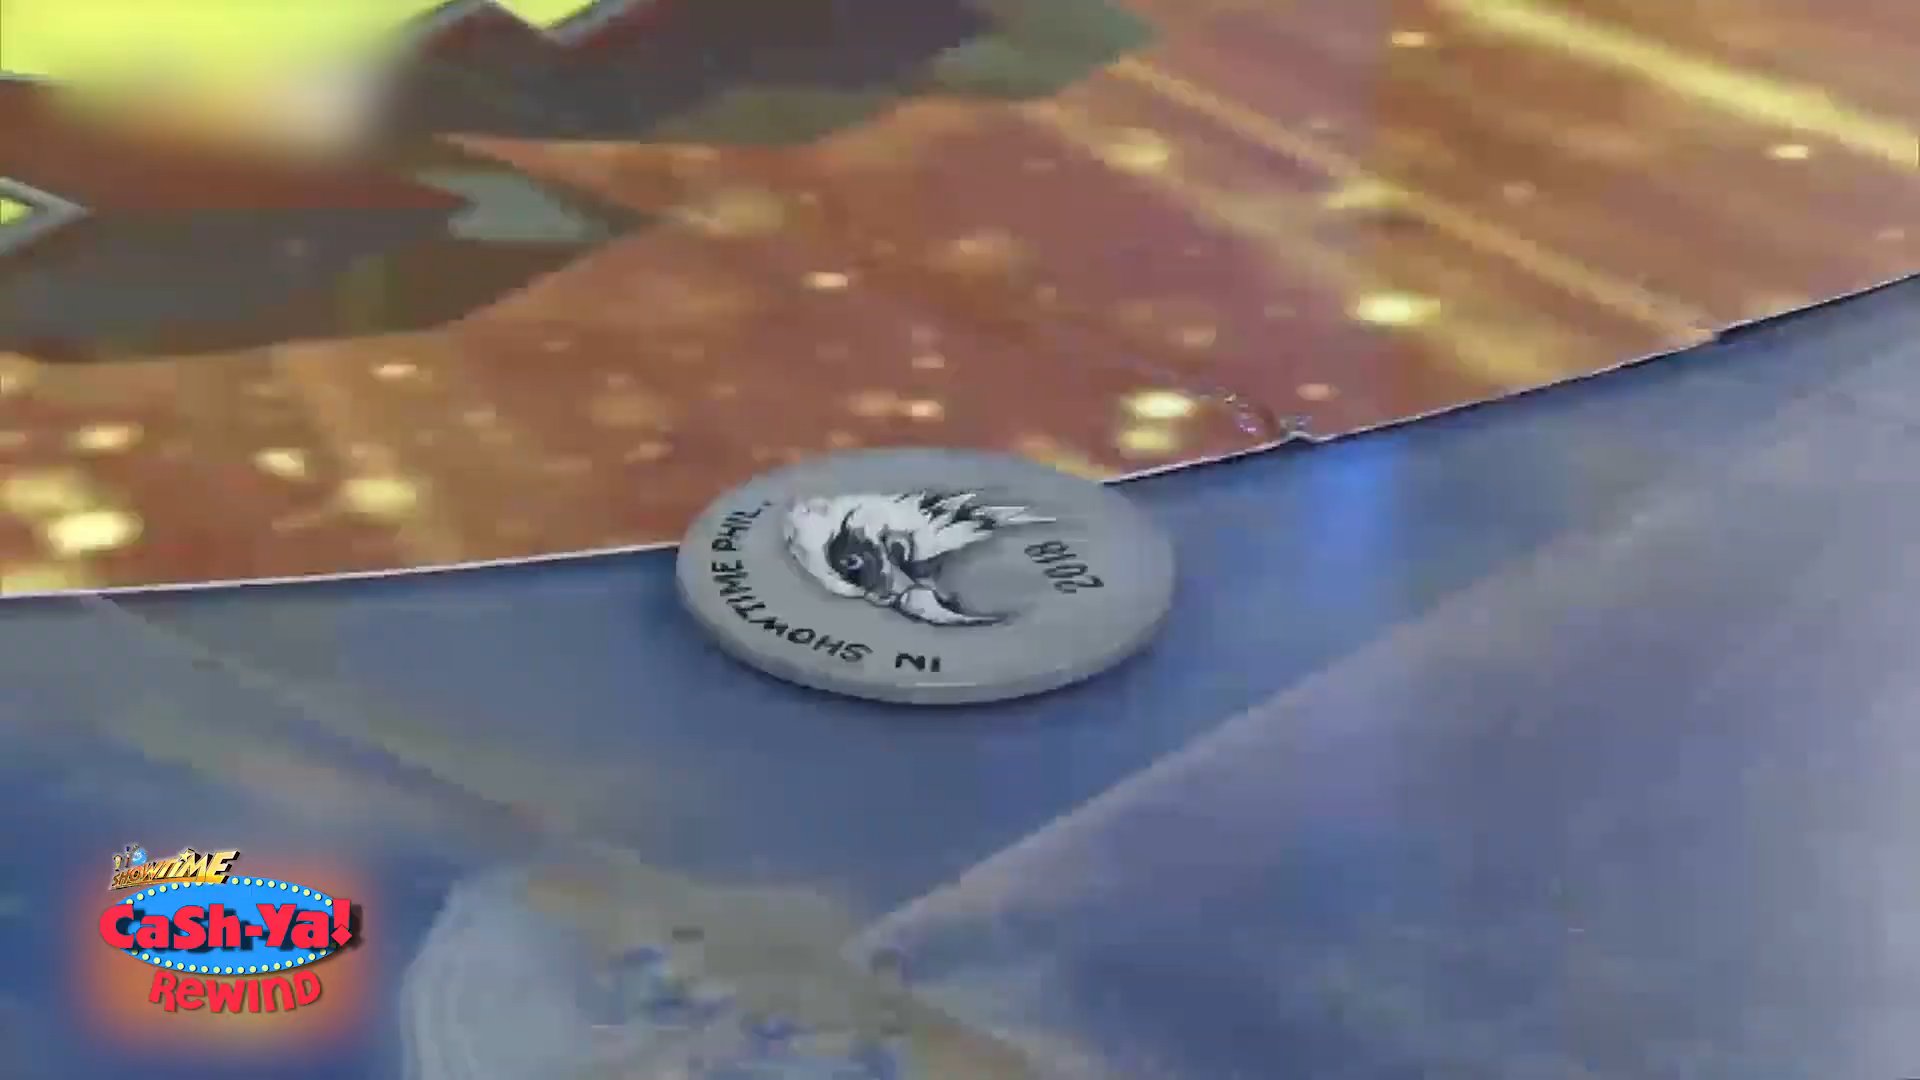 IN SHOWTIME PHIL,
2018
SHOWTIME
CaSh-Ya!
REWIND